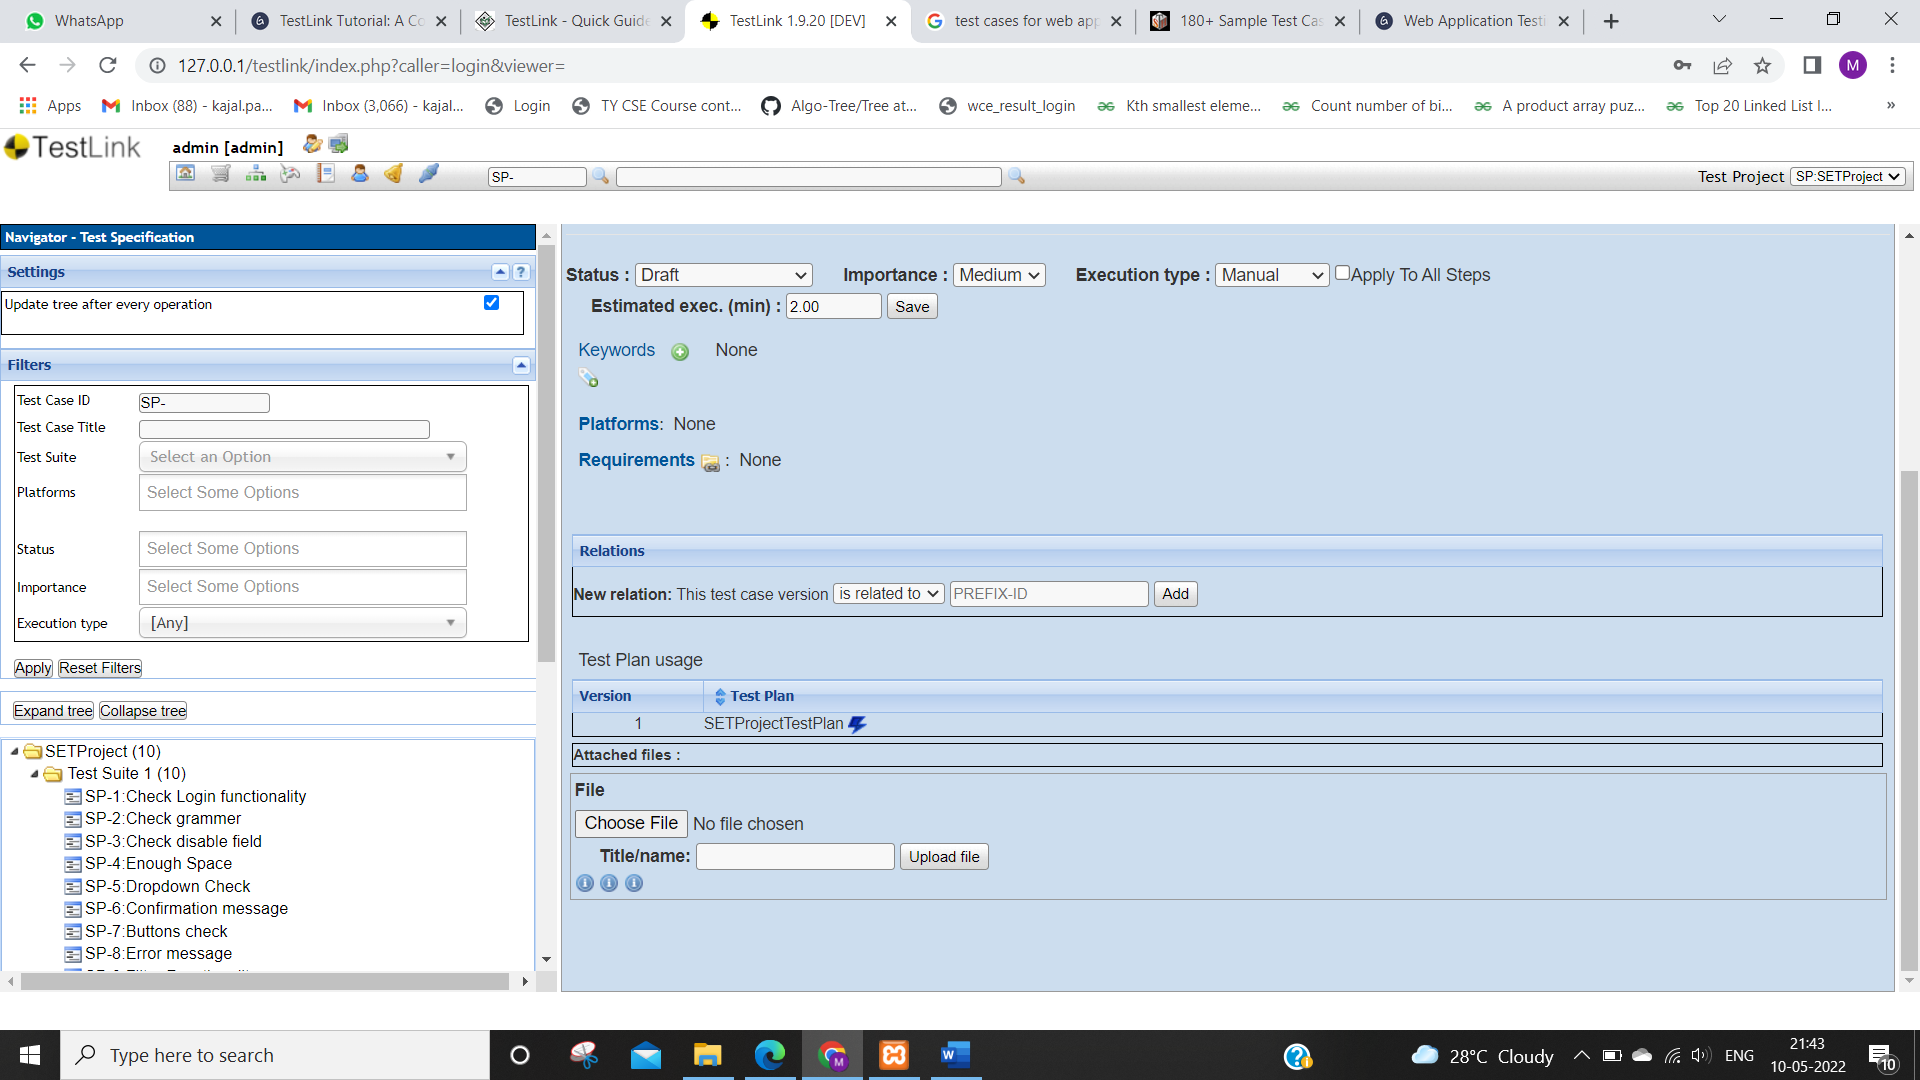 WhatsApp
TestLink Tutorial: A Co
TestLink - Quick Guide
TestLink 1.9.20 [DEV]
test cases for web app
180+ Sample Test Cas
Web Application Testi
127.0.0.1/testlink/index.php?caller=login&viewer=
M
Apps
Inbox (88) - kajal.pa...
Inbox (3,066) - kajal...
Login
TY CSE Course cont...
Algo-Tree/Tree at...
wce_result_login
Kth smallest eleme...
Count number of bi...
A product array puz...
Top 20 Linked List I...
»
TestLink
admin [admin]
SP-
Test Project SP:SETProject
Navigator - Test Specification
Settings
?
Update tree after every operation
Filters
Test Case ID SP-
Test Case Title
Test Suite Select an Option
Platforms Select Some Options
Status Select Some Options
Importance Select Some Options
Execution type [Any]
Apply Reset Filters
Expand tree Collapse tree
SETProject (10)
Test Suite 1 (10)
SP-1:Check Login functionality
SP-2:Check grammer
SP-3:Check disable field
SP-4:Enough Space
SP-5:Dropdown Check
SP-6:Confirmation message
SP-7:Buttons check
SP-8:Error message
Status : Draft Importance : Medium Execution type : Manual Apply To All Steps
Estimated exec. (min) : 2.00 Save
Keywords None
Platforms: None
Requirements : None
Relations
New relation: This test case version is related to PREFIX-ID Add
Test Plan usage
Version Test Plan
1 SETProjectTestPlan
Attached files :
File
Choose File No file chosen
Title/name: Upload file
Type here to search
28°C Cloudy
ENG
21:43
10-05-2022
10